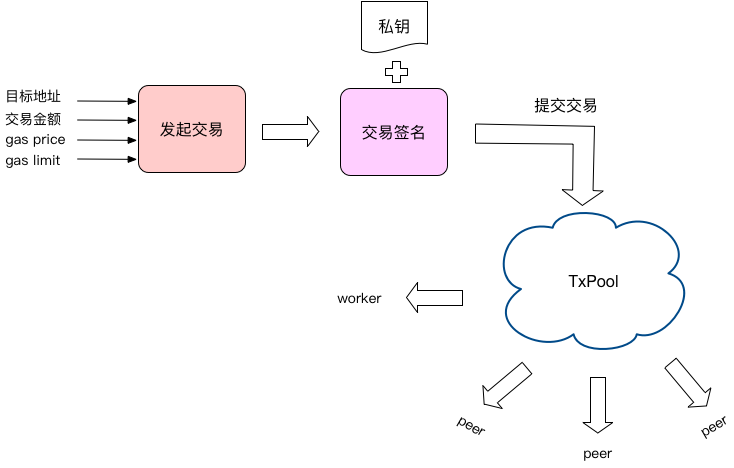 私钥
目标地址
交易金额
gas price
gas limit
发起交易
交易签名
提交交易
TxPool
worker
peer
peer
peer